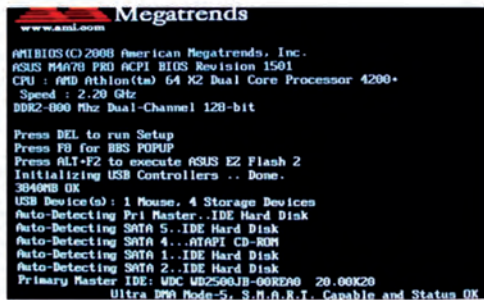 Megatrends
www.ami.com
AMIBIOS(C)2008 American Megatrends, Inc.
ASUS M4A78 PRO ACPI BIOS Revision 1501
CPU : AMD Athlon(tm) 64 X2 Dual Core Processor 4200+
Speed : 2.20 GHz
DDR2-800 Mhz Dual-Channel 128-bit
Press DEL to run Setup
Press F8 for BBS POPUP
Press ALT+F2 to execute ASUS EZ Flash 2
Initializing USB Controllers .. Done.
3840MB OK
USB Device(s): 1 Mouse, 4 Storage Devices
Auto-Detecting Pri Master..IDE Hard Disk
Auto-Detecting SATA 5..IDE Hard Disk
Auto-Detecting SATA 4...ATAPI CD-ROM
Auto-Detecting SATA 1..IDE Hard Disk
Auto-Detecting SATA 2..IDE Hard Disk
Primary Master IDE: WDC WD2500JB-00REA0 20.00K20
Ultra DMA Mode-5, S.M.A.R.T. Capable and Status OK